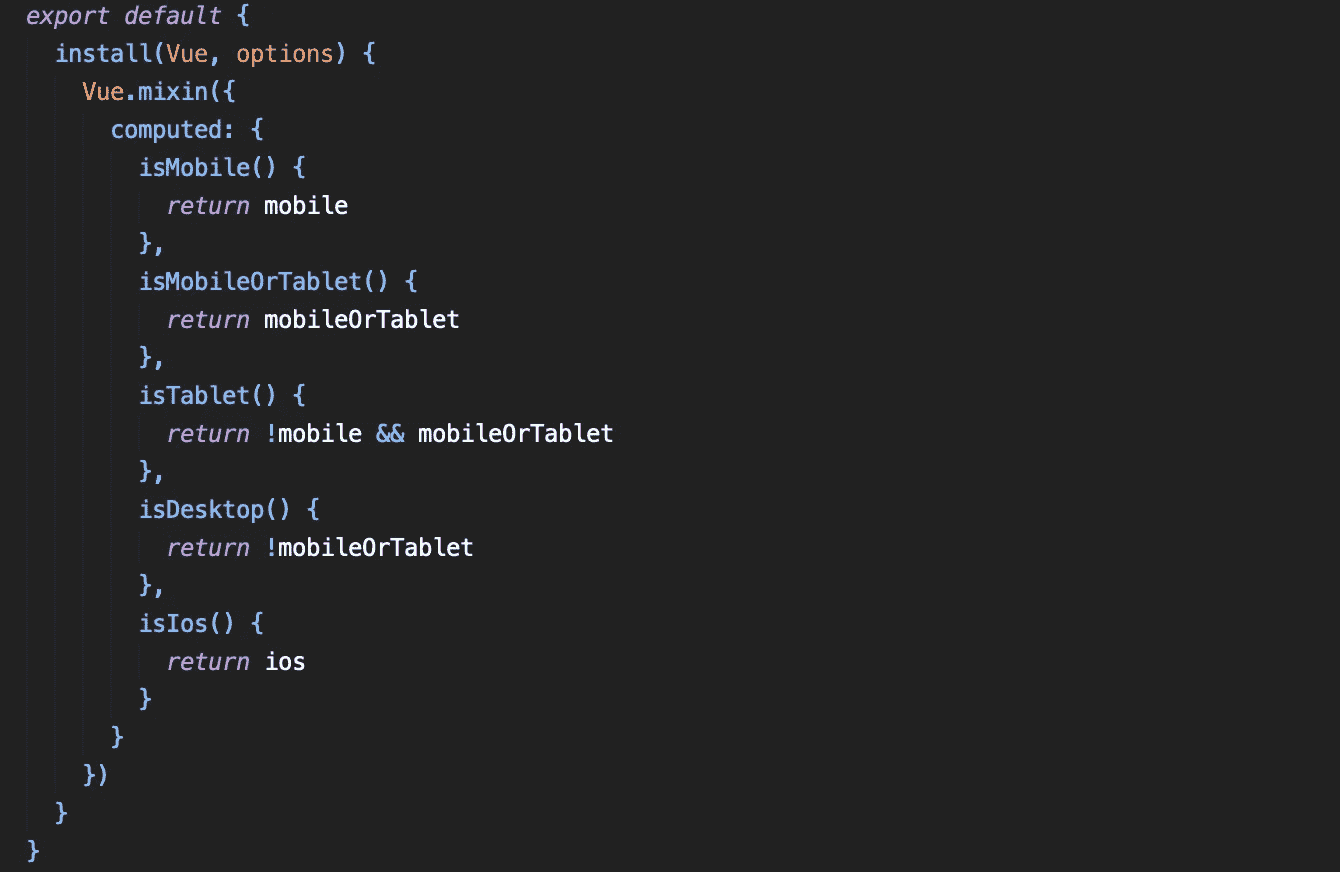 export default {
  install(Vue, options) {
    Vue.mixin({
      computed: {
        isMobile() {
          return mobile
        },
        isMobileOrTablet() {
          return mobileOrTablet
        },
        isTablet() {
          return !mobile && mobileOrTablet
        },
        isDesktop() {
          return !mobileOrTablet
        },
        isIos() {
          return ios
        }
      }
    })
  }
}